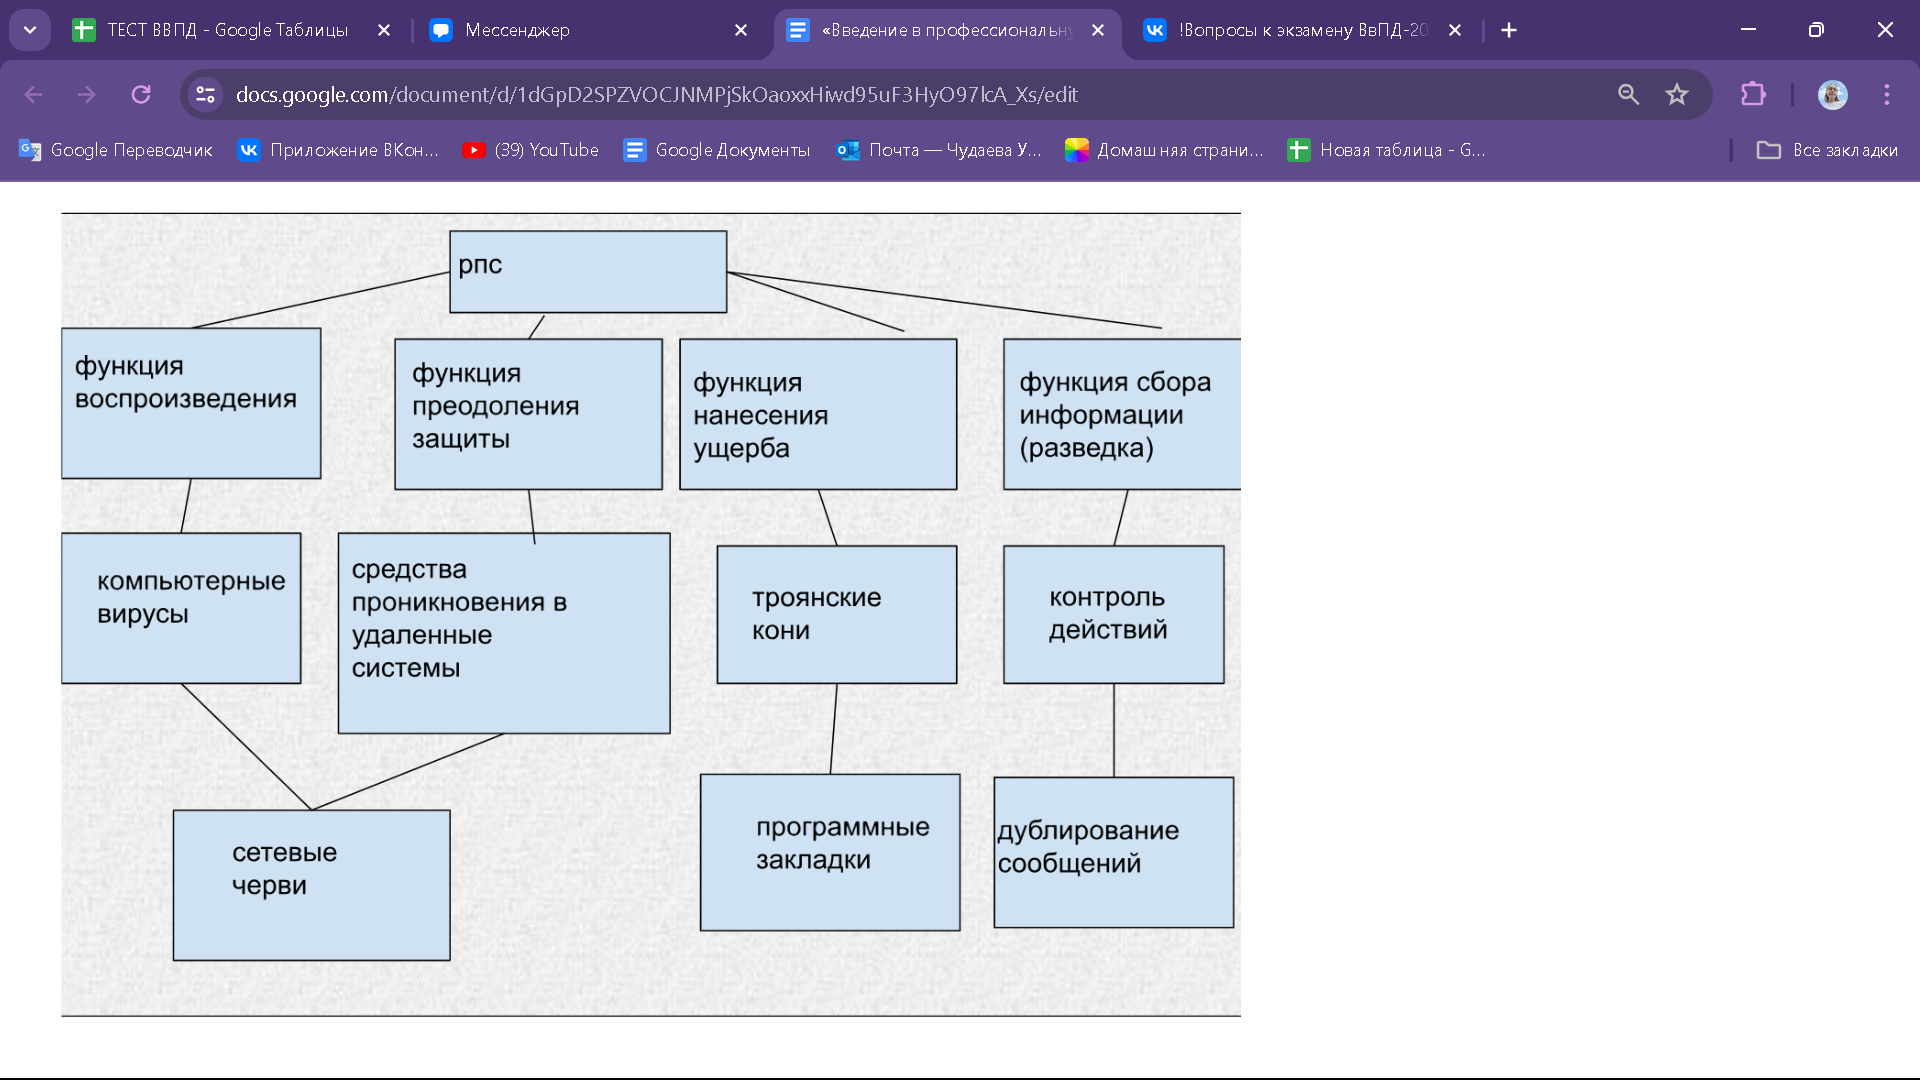 ТЕСТ ВВПД - Google Таблицы
Мессенджер
«Введение в профессиональну
!Вопросы к экзамену ВвПД-20
docs.google.com/document/d/1dGpD2SPZVOCJNMPjSkOaoxxHiwd95uF3HyO97lcA_Xs/edit
Google Переводчик
Приложение ВКон...
(39) YouTube
Google Документы
Почта — Чудаева У...
Домашняя страни...
Новая таблица - G...
Все закладки
рпс
функция
воспроизведения
функция
преодоления
защиты
функция
нанесения
ущерба
функция сбора
информации
(разведка)
компьютерные
вирусы
средства
проникновения в
удаленные
системы
троянские
кони
контроль
действий
сетевые
черви
программные
закладки
дублирование
сообщений